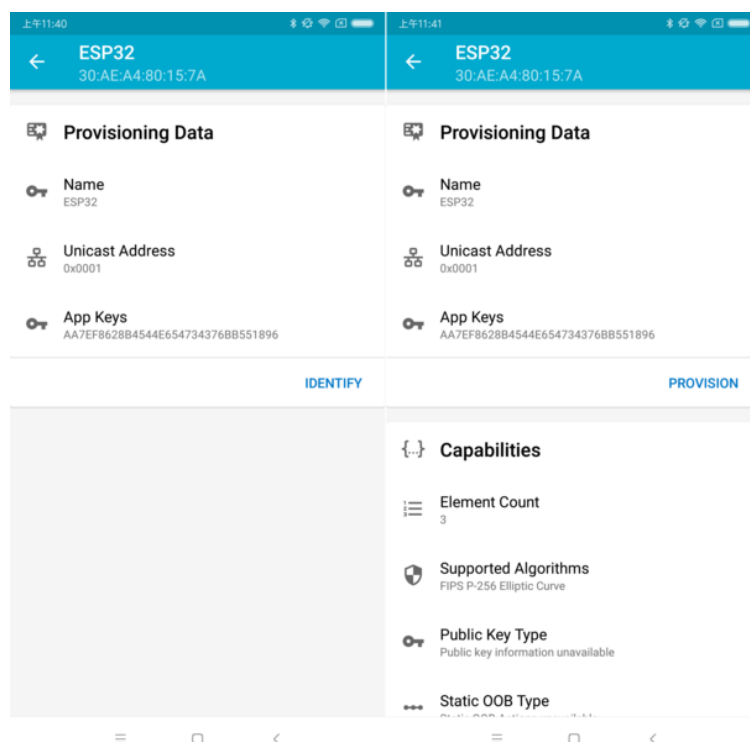 上午11:40
ESP32
30:AE:A4:80:15:7A
Provisioning Data
Name
ESP32
Unicast Address
0x0001
App Keys
AA7EF8628B4544E654734376BB551896
IDENTIFY
上午11:41
ESP32
30:AE:A4:80:15:7A
Provisioning Data
Name
ESP32
Unicast Address
0x0001
App Keys
AA7EF8628B4544E654734376BB551896
PROVISION
{...} Capabilities
Element Count
3
Supported Algorithms
FIPS P-256 Elliptic Curve
Public Key Type
Public key information unavailable
Static OOB Type